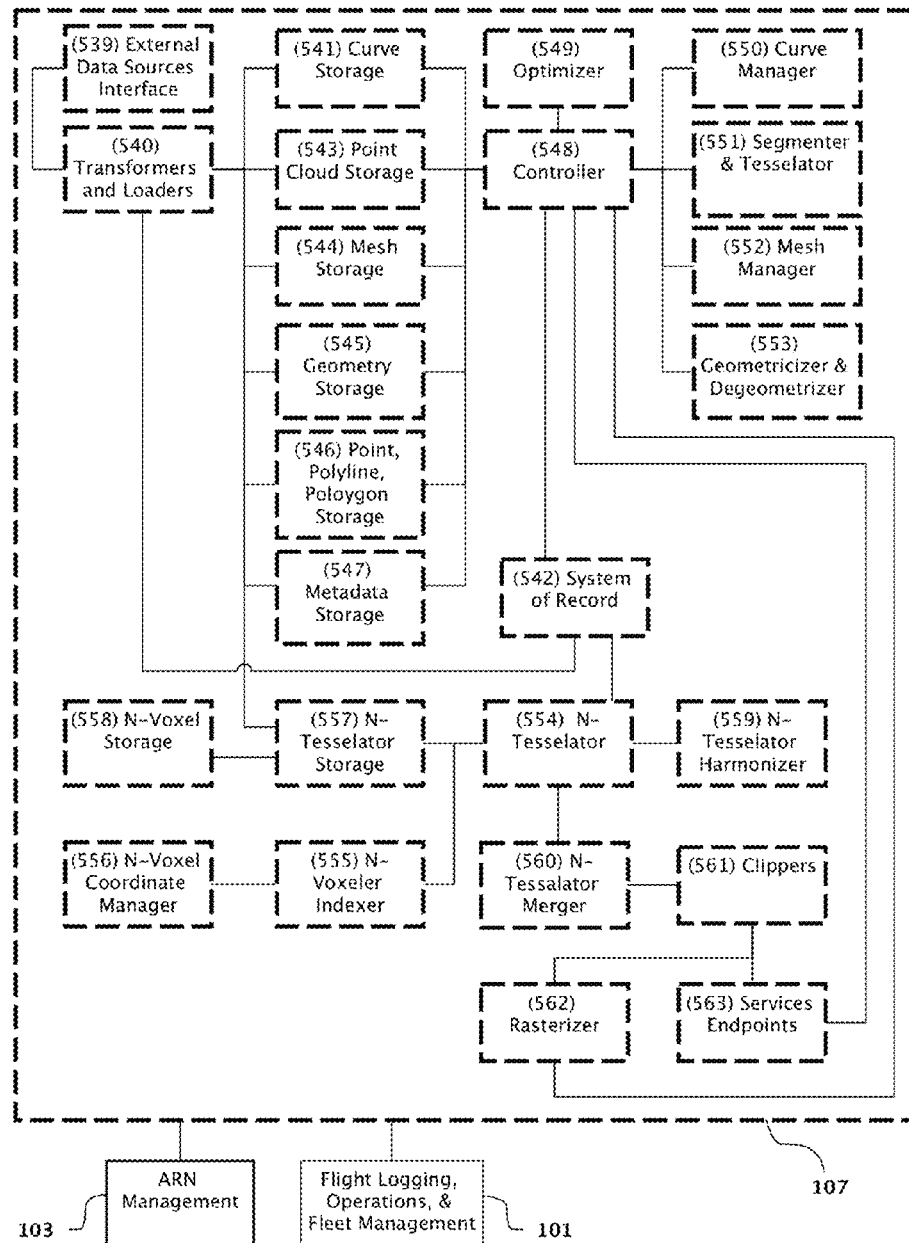 (539) External
Data Sources
Interface
(541) Curve
Storage
(549)
Optimizer
(550) Curve
Manager
(540)
Transformers
and Loaders
(543) Point
Cloud Storage
(548)
Controller
(551) Segmenter
& Tesselator
(544) Mesh
Storage
(552) Mesh
Manager
(545)
Geometry
Storage
(553)
Geometricizer &
Degeometrizer
(546) Point,
Polyline,
Poloygon
Storage
(547)
Metadata
Storage
(542) System
of Record
(558) N-Voxel
Storage
(557) N-
Tesselator
Storage
(554) N-
Tesselator
(559) N-
Tesselator
Harmonizer
(556) N-Voxel
Coordinate
Manager
(555) N-
Voxeler
Indexer
(560) N-
Tessalator
Merger
(561) Clippers
(562)
Rasterizer
(563) Services
Endpoints
ARN
Management
Flight Logging,
Operations, &
Fleet Management
107
103
101